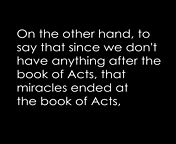 On the other hand, to
say that since we don't
have anything after the
book of Acts, that
miracles ended at
the book of Acts,